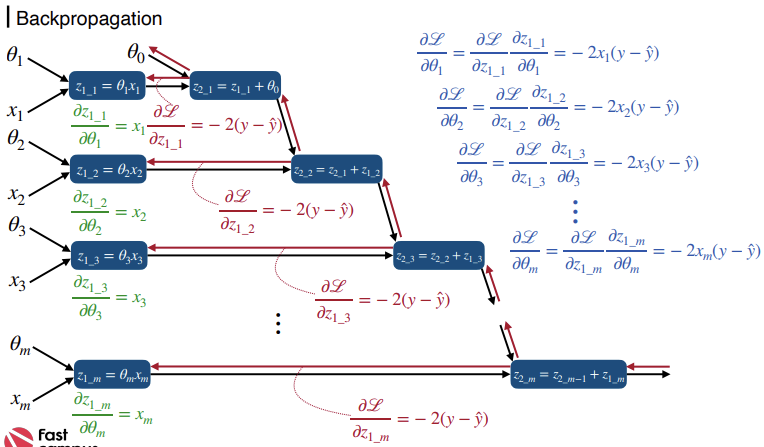 Backpropagation
θ₁
θ₀
z₁_₁ = θ₁x₁
z₂_₁ = z₁_₁ + θ₀
x₁
∂z₁_₁/∂θ₁ = x₁
∂ℒ/∂z₁_₁ = − 2(y − ŷ)
θ₂
z₁_₂ = θ₂x₂
z₂_₂ = z₂_₁ + z₁_₂
x₂
∂z₁_₂/∂θ₂ = x₂
∂ℒ/∂z₁_₂ = − 2(y − ŷ)
θ₃
z₁_₃ = θ₃x₃
z₂_₃ = z₂_₂ + z₁_₃
x₃
∂z₁_₃/∂θ₃ = x₃
∂ℒ/∂z₁_₃ = − 2(y − ŷ)
⋮
θₘ
z₁_ₘ = θₘxₘ
z₂_ₘ = z₂_ₘ₋₁ + z₁_ₘ
xₘ
∂z₁_ₘ/∂θₘ = xₘ
∂ℒ/∂z₁_ₘ = − 2(y − ŷ)
∂ℒ/∂θ₁ = ∂ℒ/∂z₁_₁ ∂z₁_₁/∂θ₁ = − 2x₁(y − ŷ)
∂ℒ/∂θ₂ = ∂ℒ/∂z₁_₂ ∂z₁_₂/∂θ₂ = − 2x₂(y − ŷ)
∂ℒ/∂θ₃ = ∂ℒ/∂z₁_₃ ∂z₁_₃/∂θ₃ = − 2x₃(y − ŷ)
⋮
∂ℒ/∂θₘ = ∂ℒ/∂z₁_ₘ ∂z₁_ₘ/∂θₘ = − 2xₘ(y − ŷ)
Fast
campus